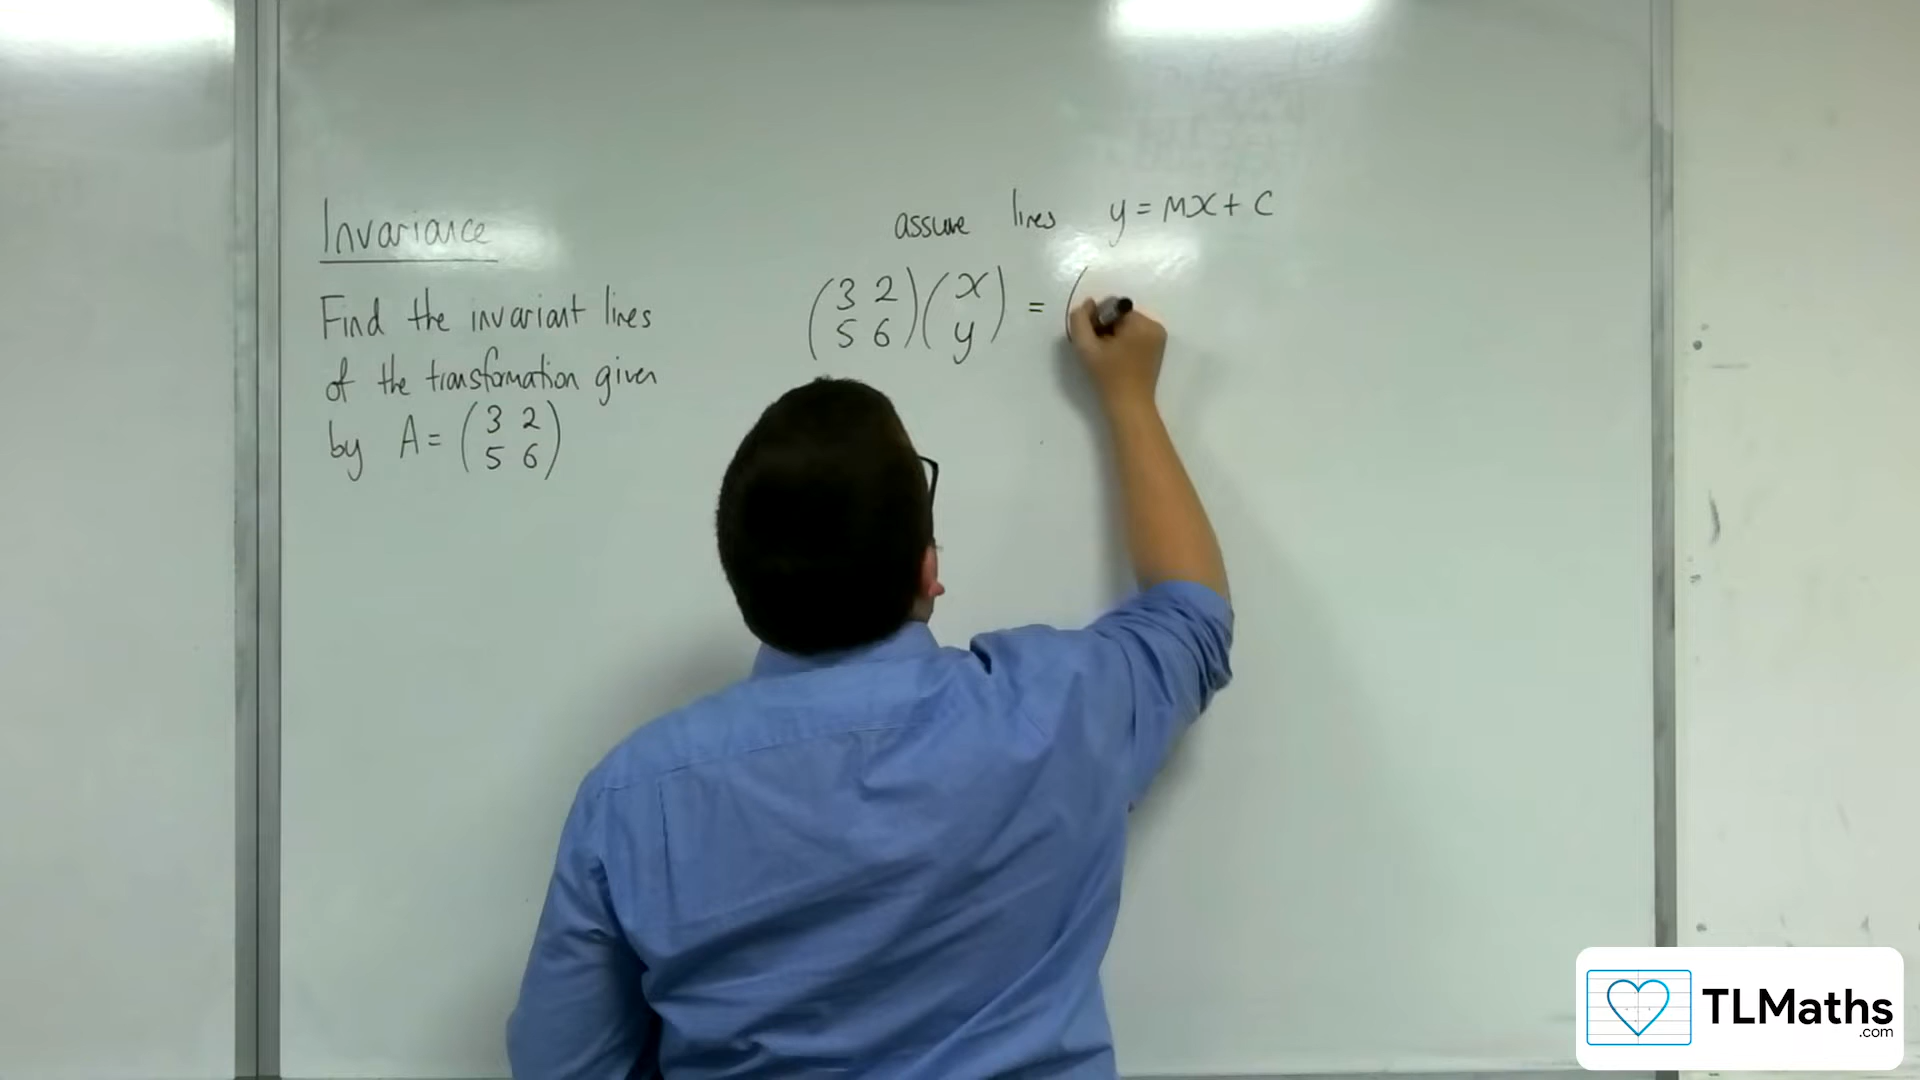 Invariance
Find the invariant lines
of the transformation given
by A = (3 2
5 6)
assume lines y = mx + c
(3 2
5 6)(x
y) = (
TLMaths
.com